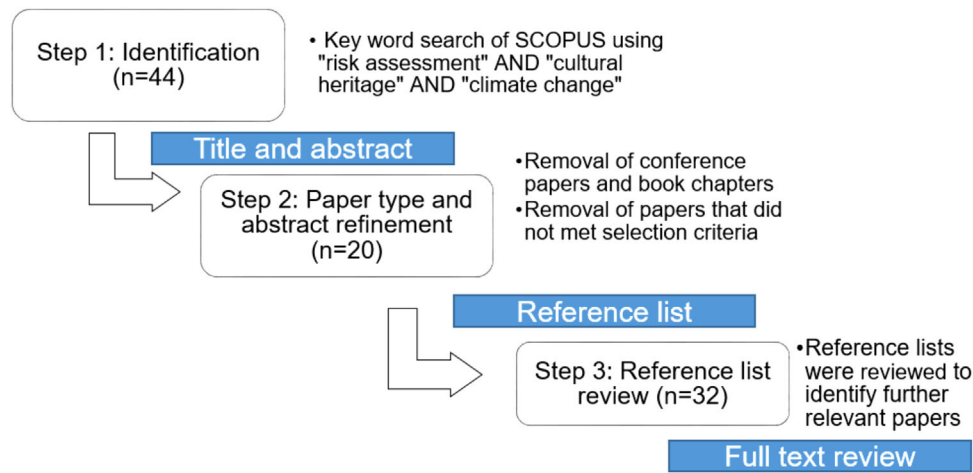 Step 1: Identification
(n=44)
• Key word search of SCOPUS using
"risk assessment" AND "cultural
heritage" AND "climate change"
Title and abstract
Step 2: Paper type and
abstract refinement
(n=20)
•Removal of conference
papers and book chapters
•Removal of papers that did
not met selection criteria
Reference list
Step 3: Reference list
review (n=32)
•Reference lists
were reviewed to
identify further
relevant papers
Full text review